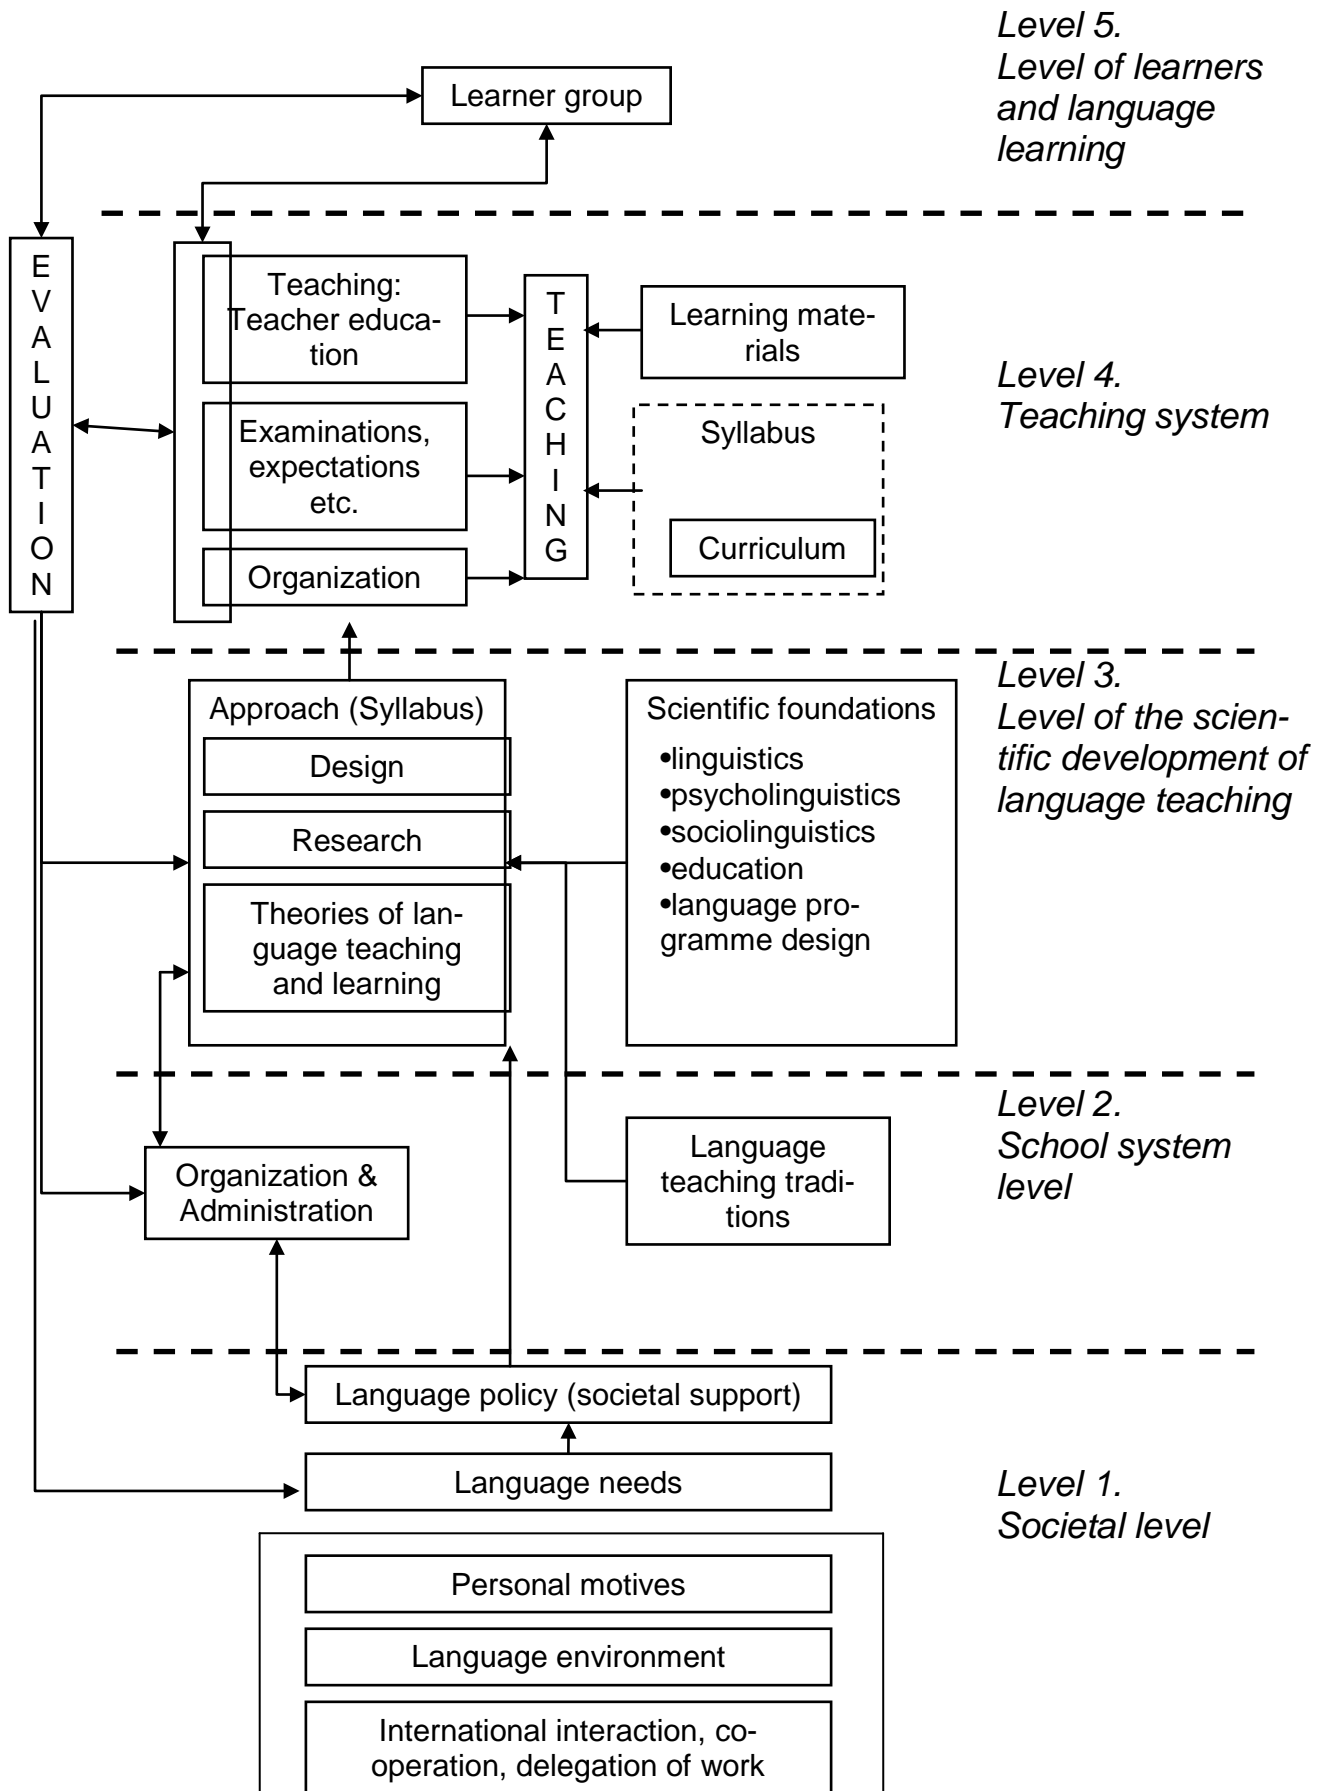 Level 5.
Level of learners
and language
learning
Learner group
EVALUATION
Teaching:
Teacher educa-
tion
Examinations,
expectations
etc.
Organization
TEACHING
Learning mate-
rials
Syllabus
Curriculum
Level 4.
Teaching system
Level 3.
Level of the scien-
tific development of
language teaching
Approach (Syllabus)
Design
Research
Theories of lan-
guage teaching
and learning
Scientific foundations
•linguistics
•psycholinguistics
•sociolinguistics
•education
•language pro-
gramme design
Level 2.
School system
level
Organization &
Administration
Language
teaching tradi-
tions
Language policy (societal support)
Language needs
Level 1.
Societal level
Personal motives
Language environment
International interaction, co-
operation, delegation of work